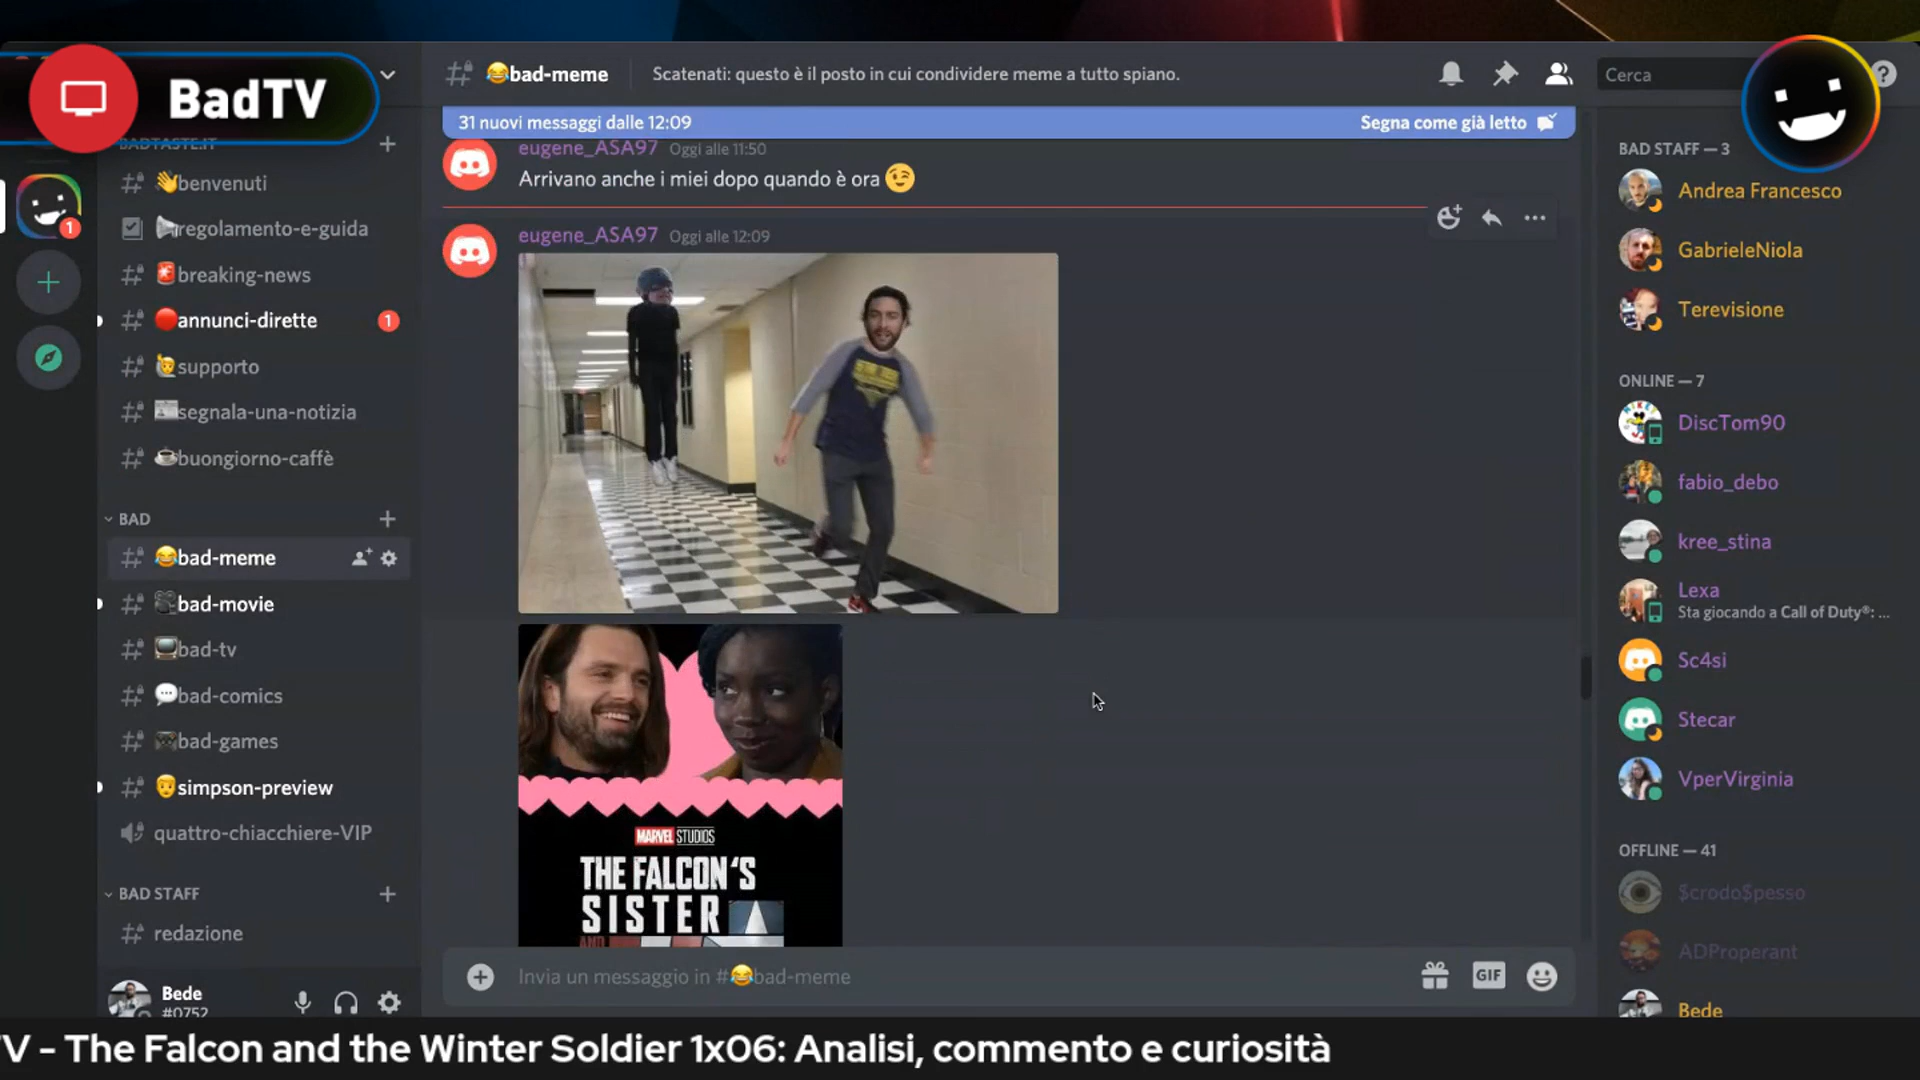 BadTV
BADTASTE.IT
👋benvenuti
regolamento-e-guida
breaking-news
annunci-dirette
1
supporto
segnala-una-notizia
buongiorno-caffè
1
BAD
bad-meme
bad-movie
bad-tv
bad-comics
bad-games
simpson-preview
quattro-chiacchiere-VIP
BAD STAFF
redazione
Bede
#0752
😂bad-meme
Scatenati: questo è il posto in cui condividere meme a tutto spiano.
31 nuovi messaggi dalle 12:09
Segna come già letto
eugene_ASA97 Oggi alle 11:50
Arrivano anche i miei dopo quando è ora 😉
eugene_ASA97 Oggi alle 12:09
MARVEL STUDIOS
THE FALCON'S
SISTER
AND
Invia un messaggio in #😂bad-meme
GIF
Cerca
?
BAD STAFF — 3
Andrea Francesco
GabrieleNiola
Terevisione
ONLINE — 7
DiscTom90
fabio_debo
kree_stina
Lexa
Sta giocando a Call of Duty®: ...
Sc4si
Stecar
VperVirginia
OFFLINE — 41
$crodo$pesso
ADProperant
Bede
V - The Falcon and the Winter Soldier 1x06: Analisi, commento e curiosità